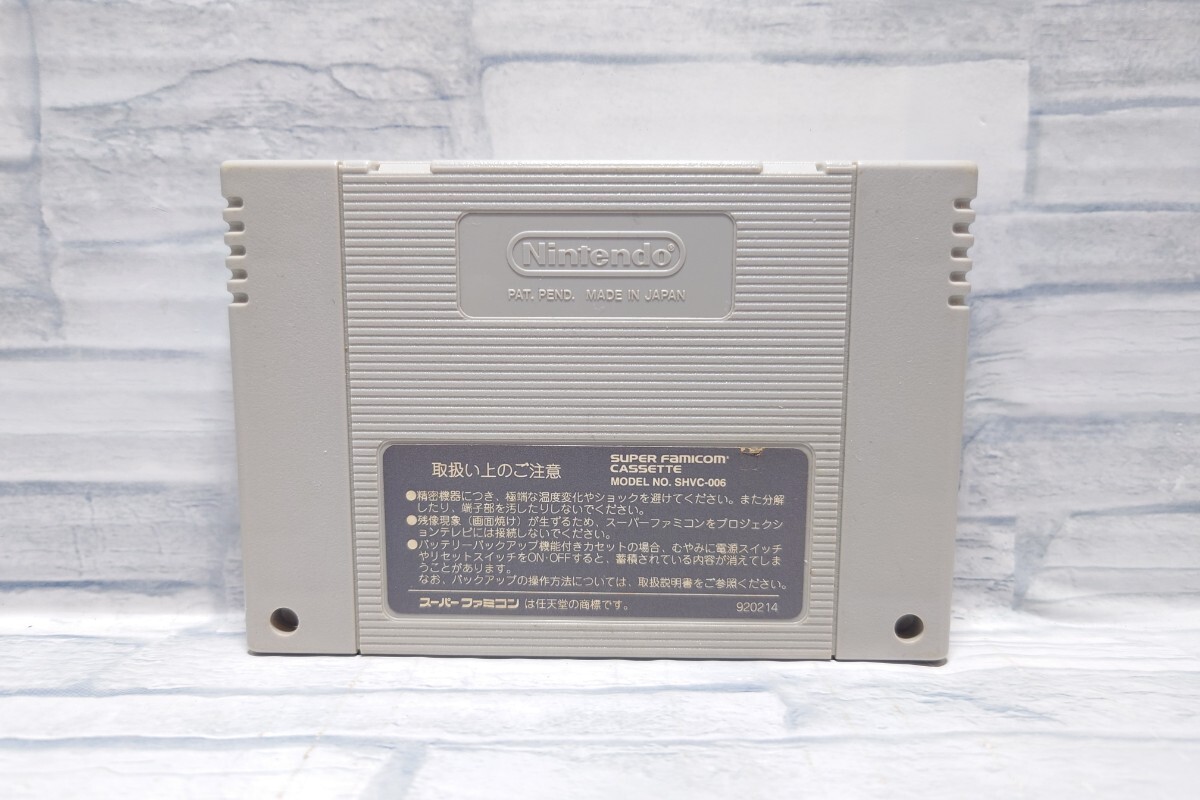 Nintendo®
PAT. PEND. MADE IN JAPAN
取扱い上のご注意
SUPER FAMICOM®
CASSETTE
MODEL NO. SHVC-006
●精密機器につき、極端な温度変化やショックを避けてください。また分解
したり、端子部を汚したりしないでください。
●残像現象(画面焼け)が生ずるため、スーパーファミコンをプロジェクシ
ョンテレビには接続しないでください。
●バッテリーバックアップ機能付きカセットの場合、むやみに電源スイッチ
やリセットスイッチをON・OFFすると、蓄積されている内容が消えてしま
うことがあります。
なお、バックアップの操作方法については、取扱説明書をご参照ください。
スーパーファミコン は任天堂の商標です。
920214